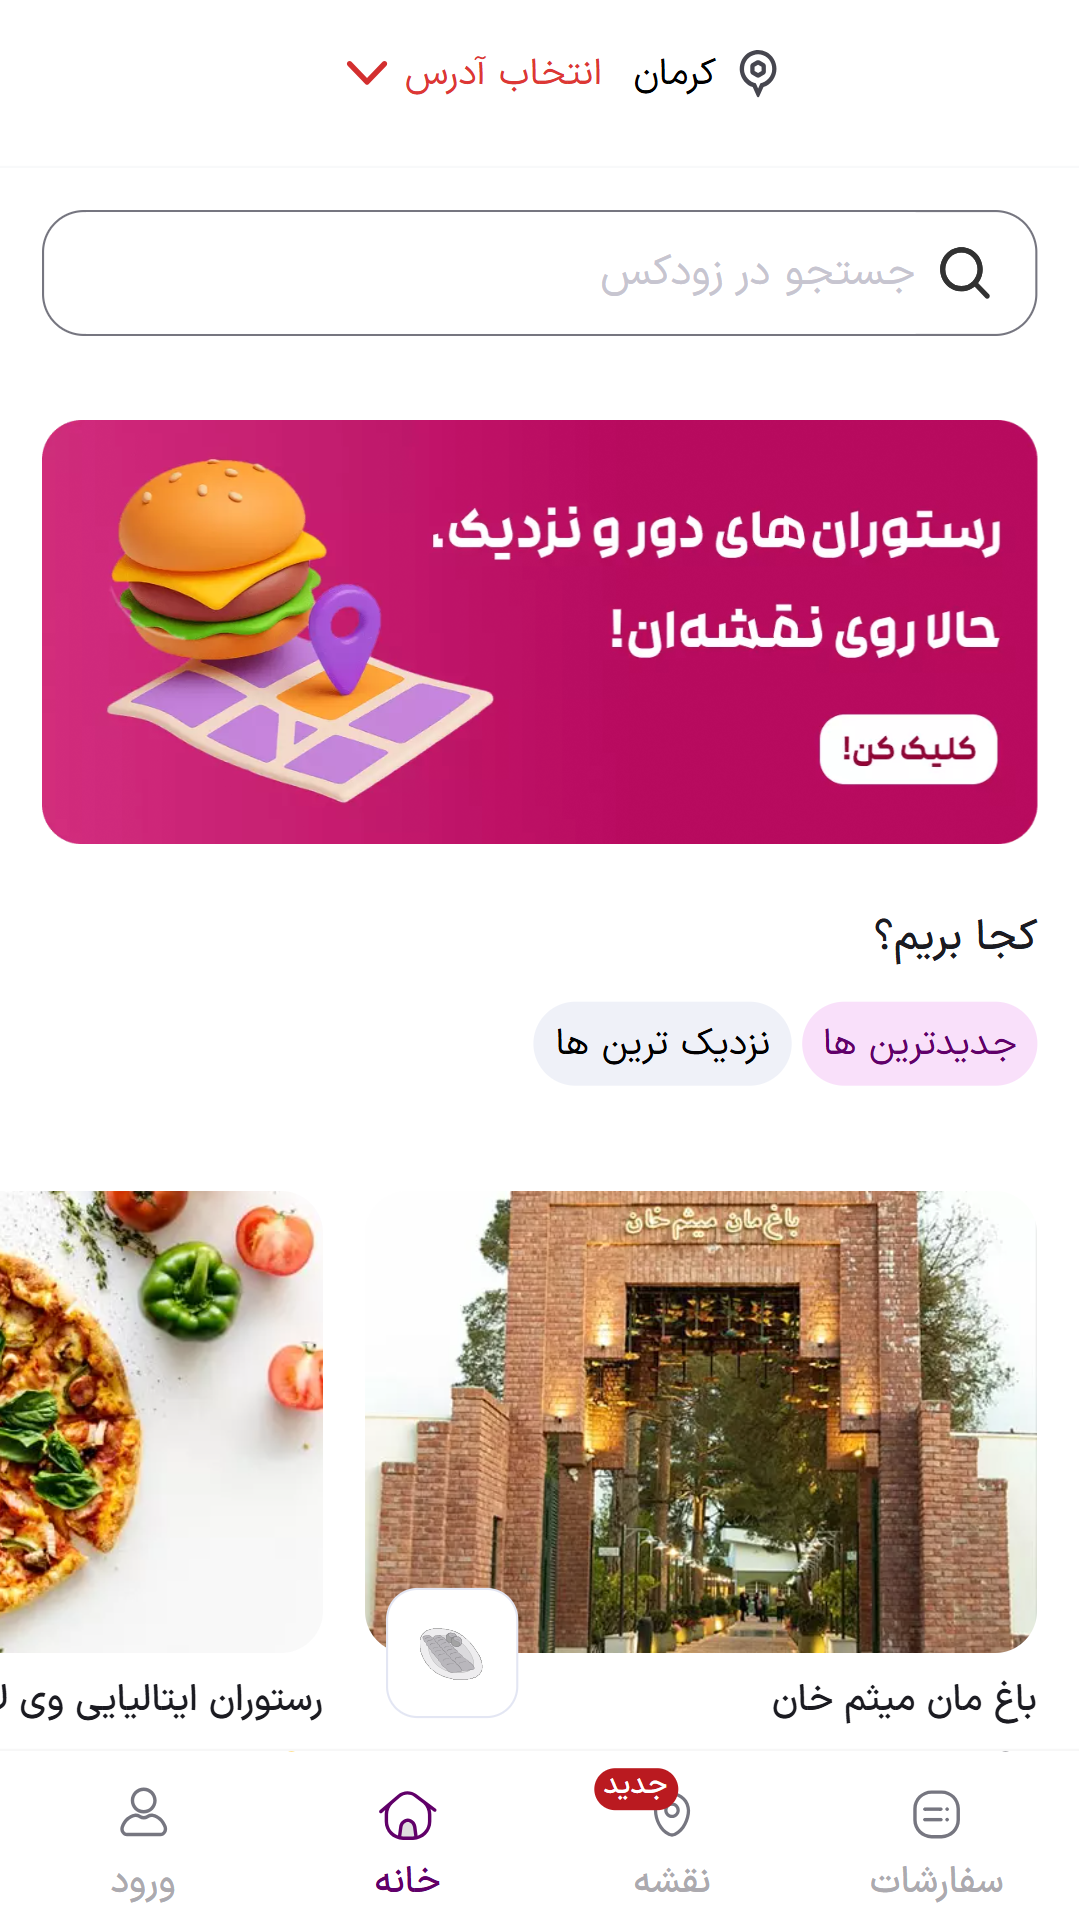 کرمان انتخاب آدرس
جستجو در زودکس
رستوران‌های دور و نزدیک،
حالا روی نقشه‌ان!
کلیک کن!
کجا بریم؟
جدیدترین ها
نزدیک ترین ها
باغ مان میثم خان
باغ مان میثم خان
رستوران ایتالیایی وی
جدید
سفارشات
نقشه
خانه
ورود